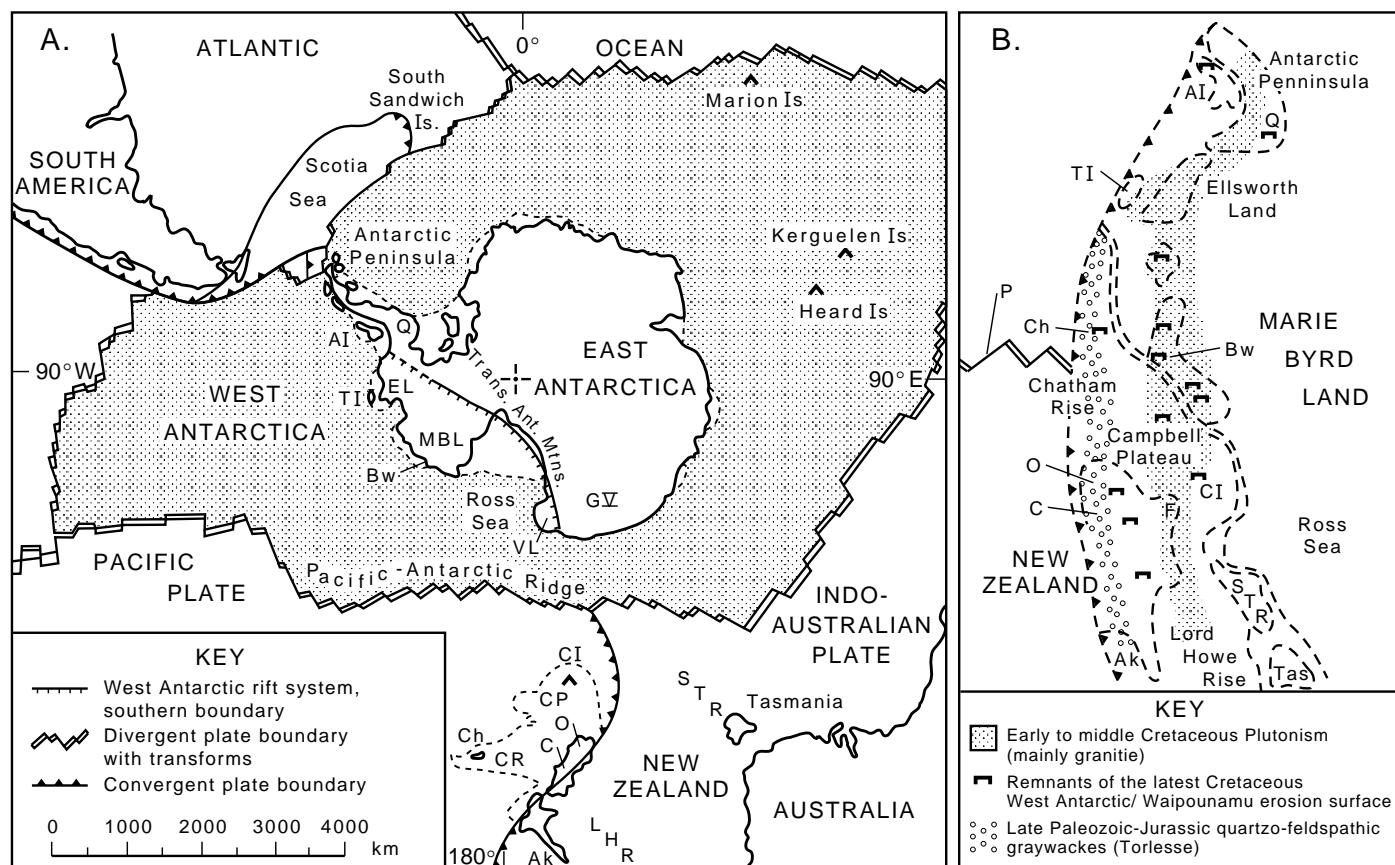 A.
0°
ATLANTIC
OCEAN
South
Sandwich
Is.
Marion Is.
SOUTH
AMERICA
Scotia
Sea
Antarctic
Peninsula
Kerguelen Is.
Heard Is
Q
AI
90°W
EAST
ANTARCTICA
90°E
Trans. Ant. Mtns.
WEST
ANTARCTICA
EL
TI
MBL
Bw
Ross
Sea
GV
VL
PACIFIC
PLATE
Pacific-Antarctic Ridge
INDO-
AUSTRALIAN
PLATE
CI
CP
O
Ch
C
CR
STR
Tasmania
NEW
ZEALAND
AUSTRALIA
LHR
180°
Ak
KEY
West Antarctic rift system,
southern boundary
Divergent plate boundary
with transforms
Convergent plate boundary
0 1000 2000 3000 4000
km
B.
Antarctic
Penninsula
AI
Q
TI
Ellsworth
Land
P
Ch
MARIE
Bw
BYRD
LAND
Chatham
Rise
Campbell
Plateau
O
CI
C
F
Ross
Sea
NEW
ZEALAND
STR
Lord
Howe
Rise
Ak
Tas
KEY
Early to middle Cretaceous Plutonism
(mainly granitie)
Remnants of the latest Cretaceous
West Antarctic/ Waipounamu erosion surface
Late Paleozoic-Jurassic quartzo-feldspathic
graywackes (Torlesse)